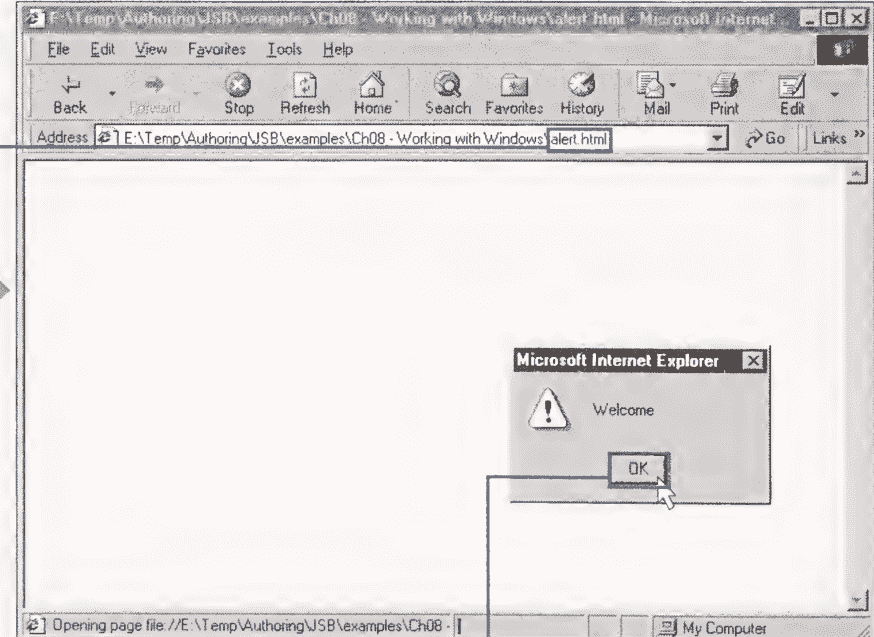 E:\Temp\Authoring\JSB\examples\Ch08 - Working with Windows\alert.html - Microsoft Internet...
File Edit View Favorites Tools Help
Back Forward Stop Refresh Home Search Favorites History Mail Print Edit
Address E:\Temp\Authoring\JSB\examples\Ch08 - Working with Windows\alert.html Go Links »
Microsoft Internet Explorer
Welcome
OK
Opening page file://E:\Temp\Authoring\JSB\examples\Ch08 - My Computer